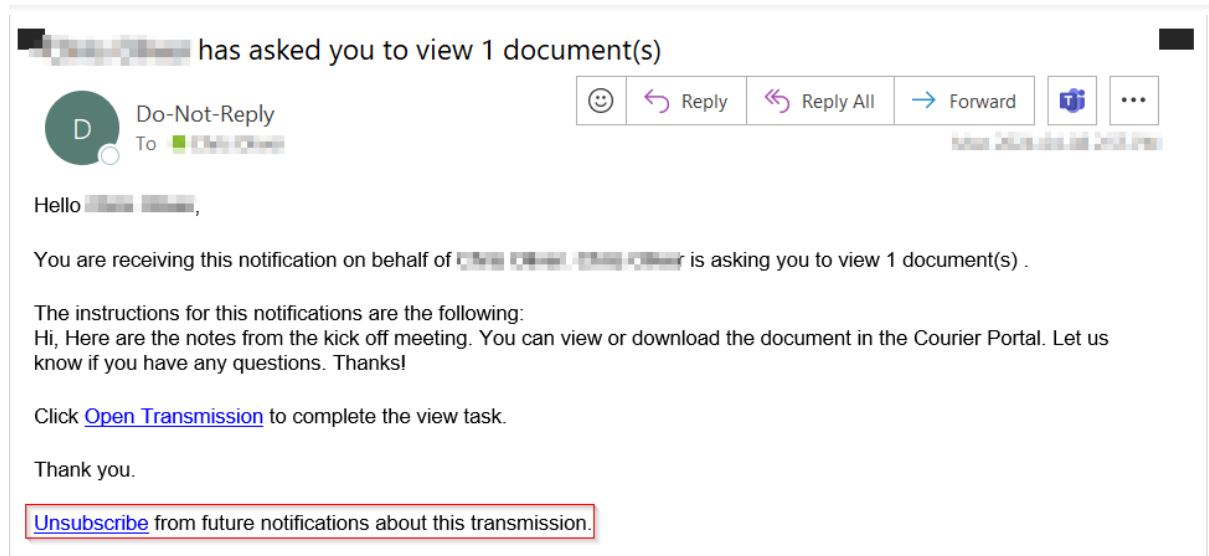 has asked you to view 1 document(s)
D
Do-Not-Reply
Reply
Reply All
Forward
To
Hello ,
You are receiving this notification on behalf of is asking you to view 1 document(s) .
The instructions for this notifications are the following:
Hi, Here are the notes from the kick off meeting. You can view or download the document in the Courier Portal. Let us
know if you have any questions. Thanks!
Click Open Transmission to complete the view task.
Thank you.
Unsubscribe from future notifications about this transmission.